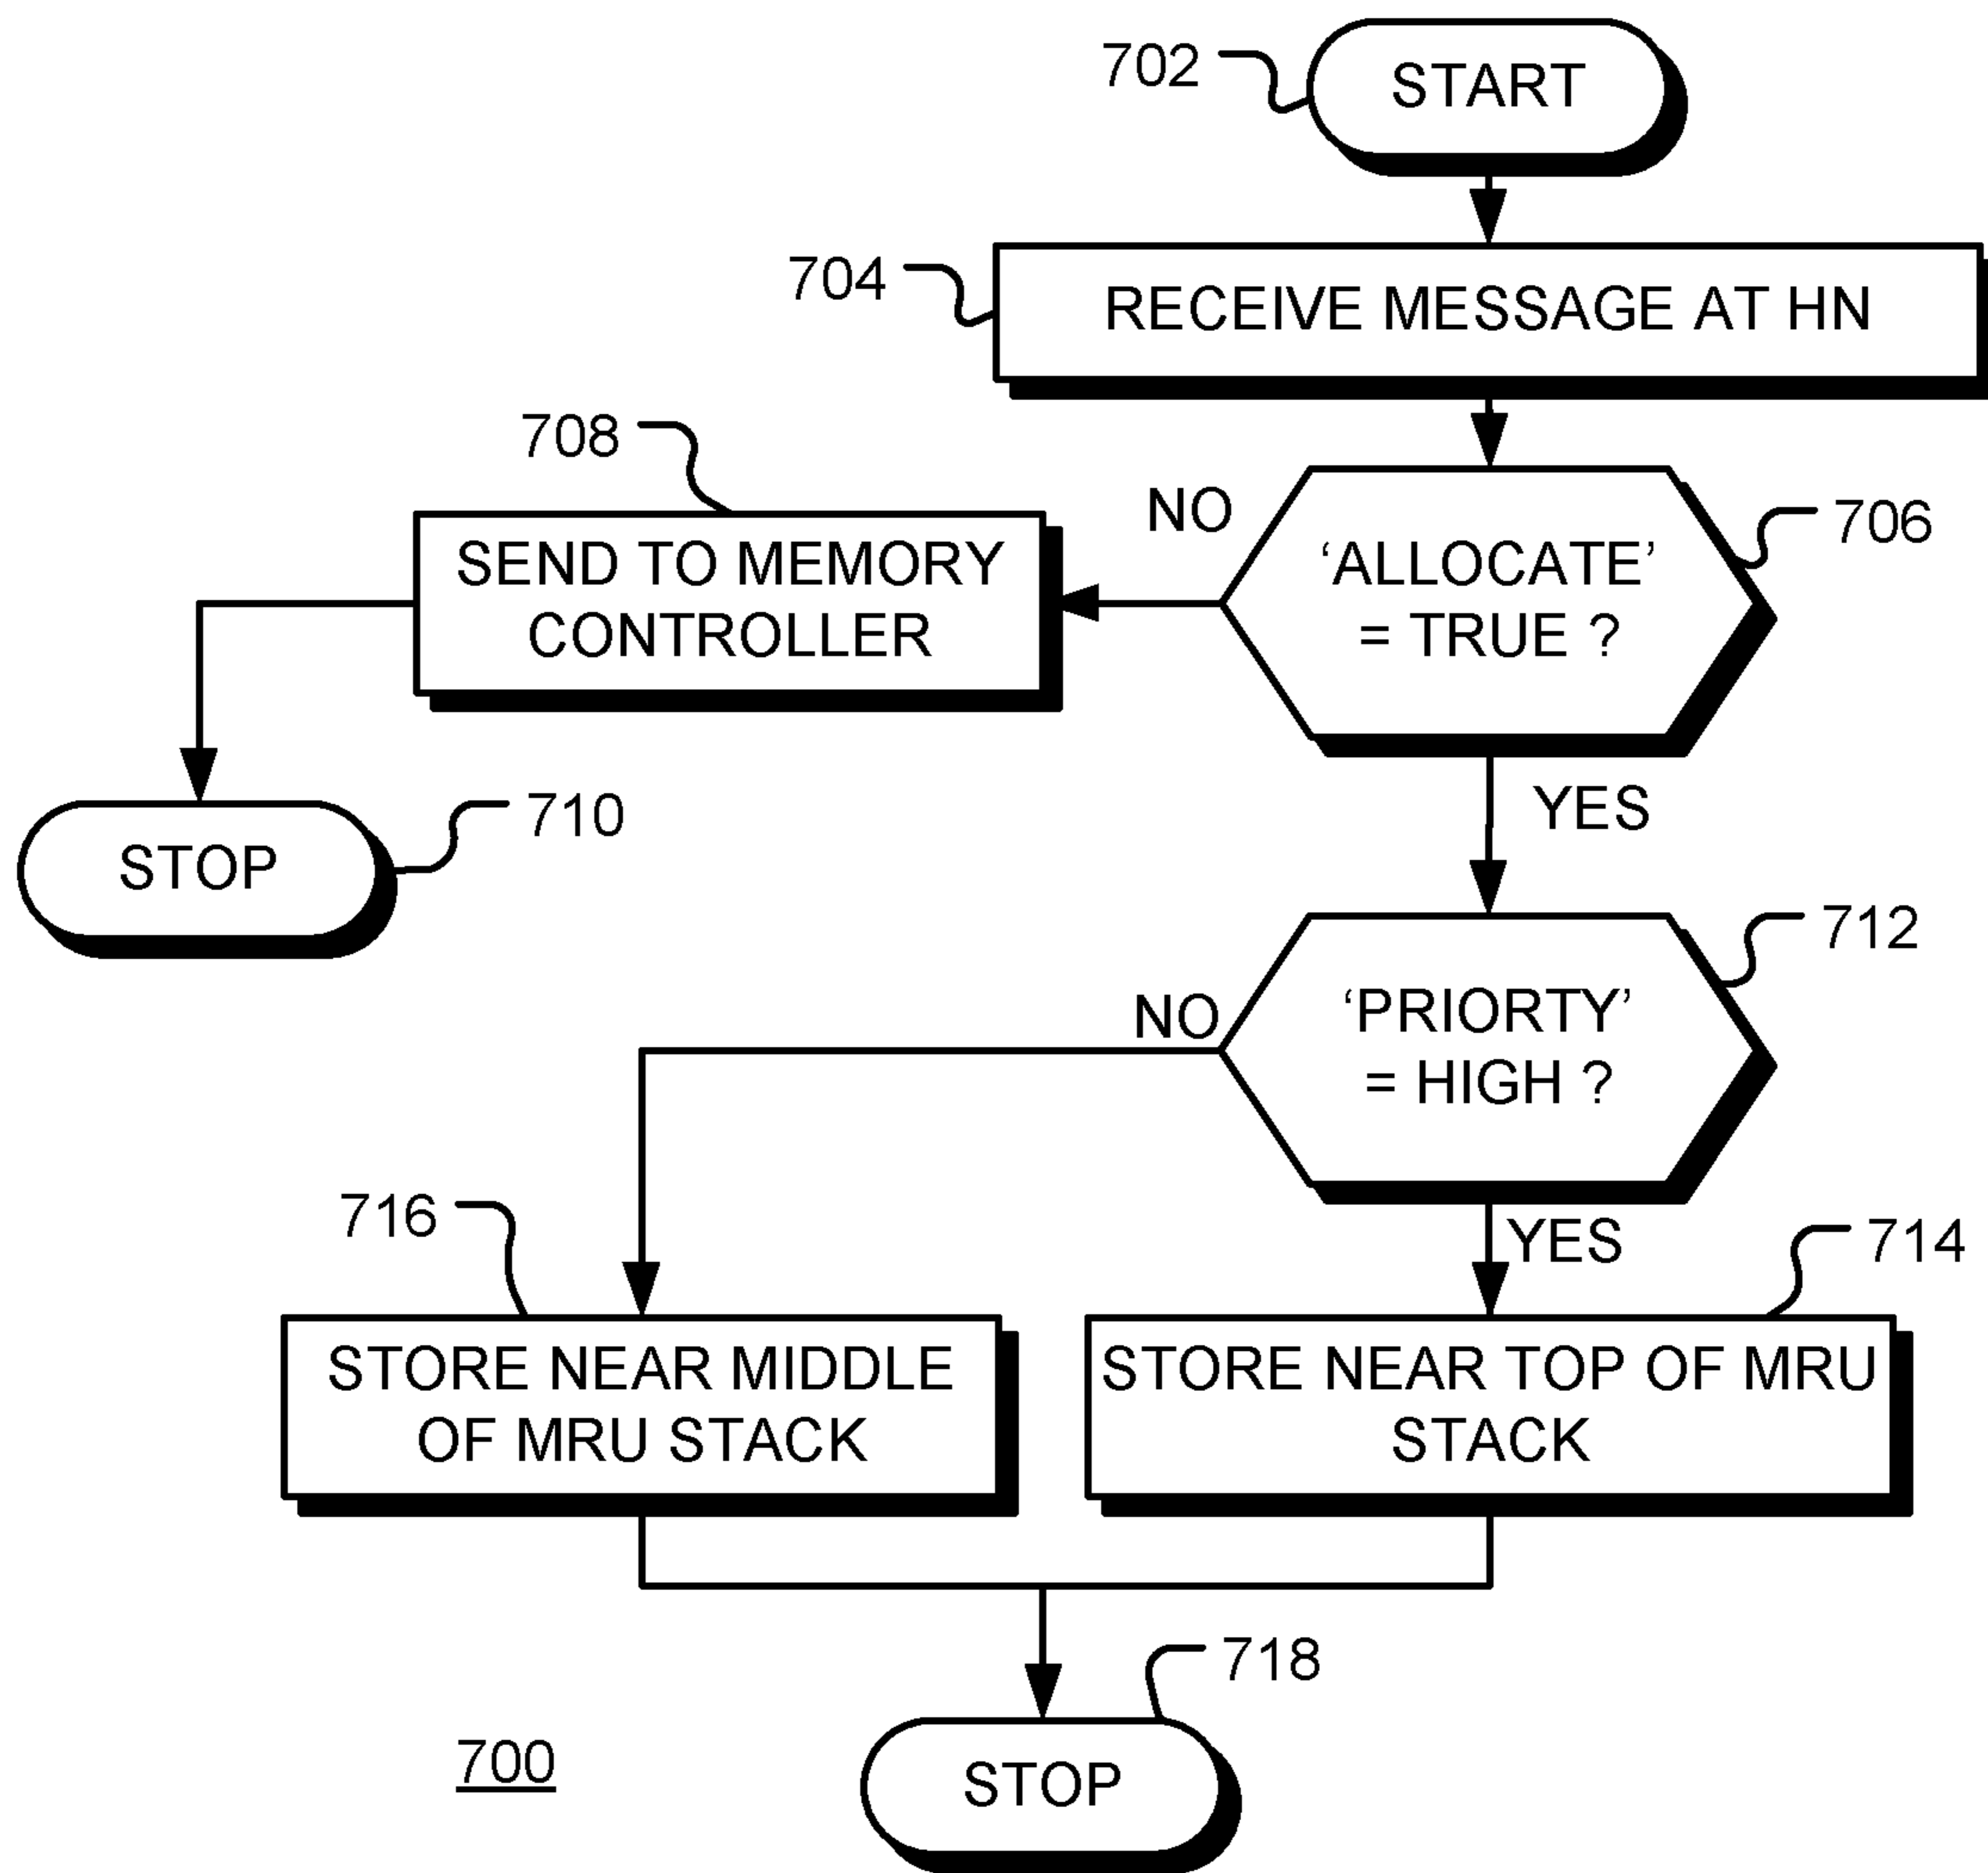 702
START
704
RECEIVE MESSAGE AT HN
708
NO
706
SEND TO MEMORY
CONTROLLER
‘ALLOCATE’
= TRUE ?
710
STOP
YES
712
NO
‘PRIORTY’
= HIGH ?
716
YES
714
STORE NEAR MIDDLE
OF MRU STACK
STORE NEAR TOP OF MRU
STACK
718
700
STOP